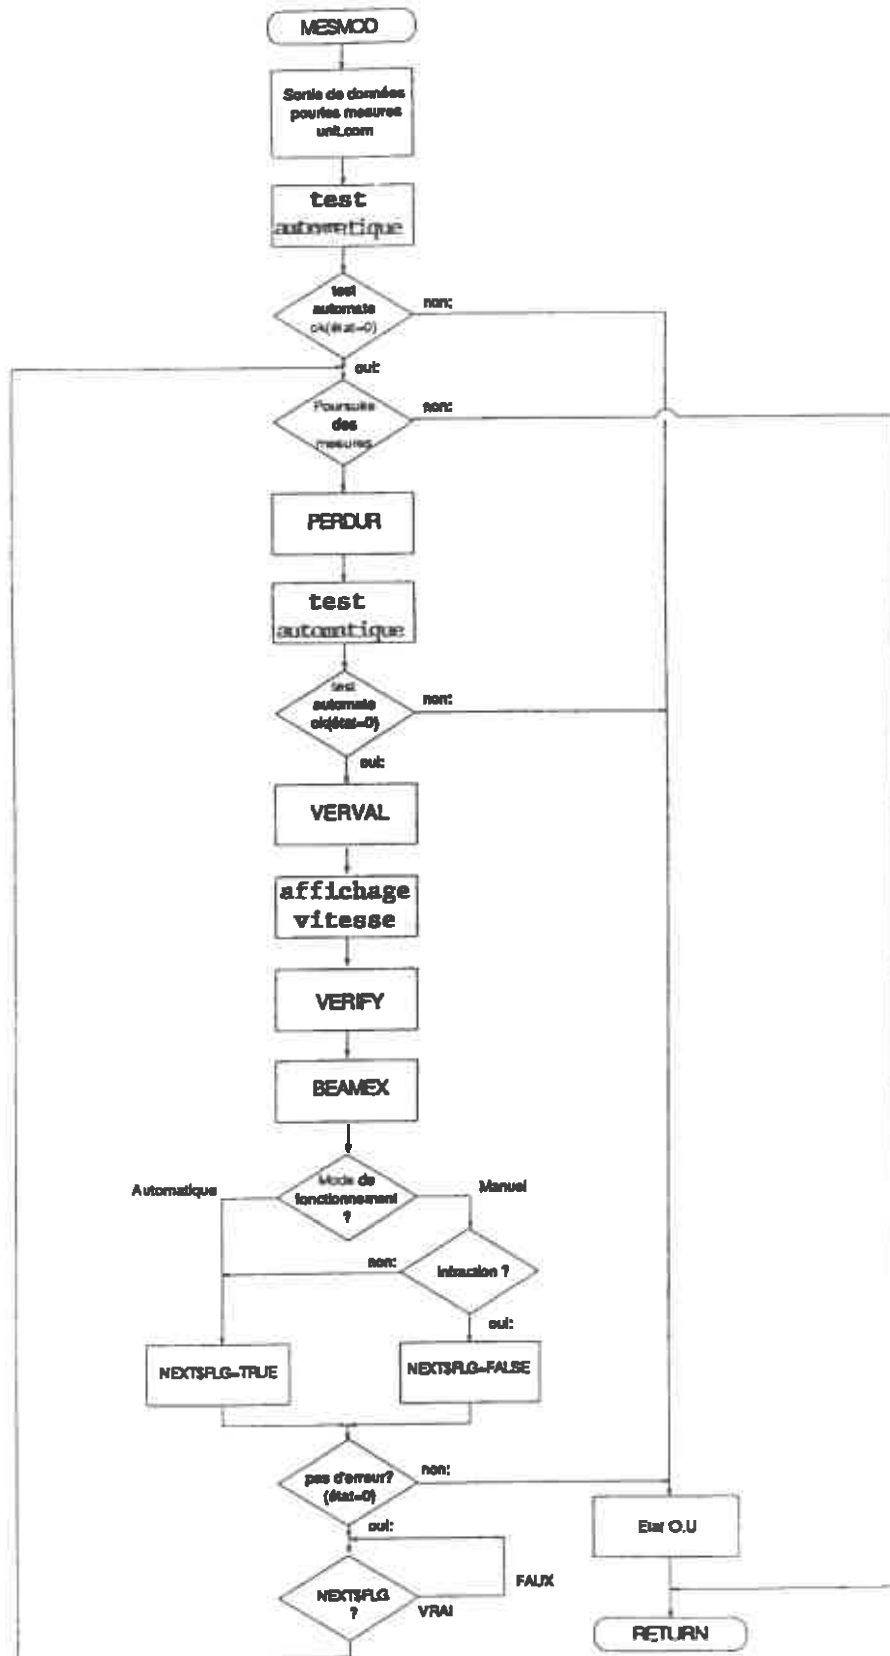 MESMOD
Sortie de données
pour les mesures
unit.com
test
automatique
test
automate
ok(état=0)
non:
oui:
Poursuite
des
mesures
non:
PERDUR
test
automatique
test
automate
ok(état=0)
non:
oui:
VERVAL
affichage
vitesse
VERIFY
BEAMEX
Automatique
Mode de
fonctionnement
?
Manuel
non:
infraction ?
oui:
NEXT$FLG=TRUE
NEXT$FLG=FALSE
pas d'erreur?
(état=0)
non:
oui:
Etat O.U
NEXT$FLG
?
VRAI
FAUX
RETURN